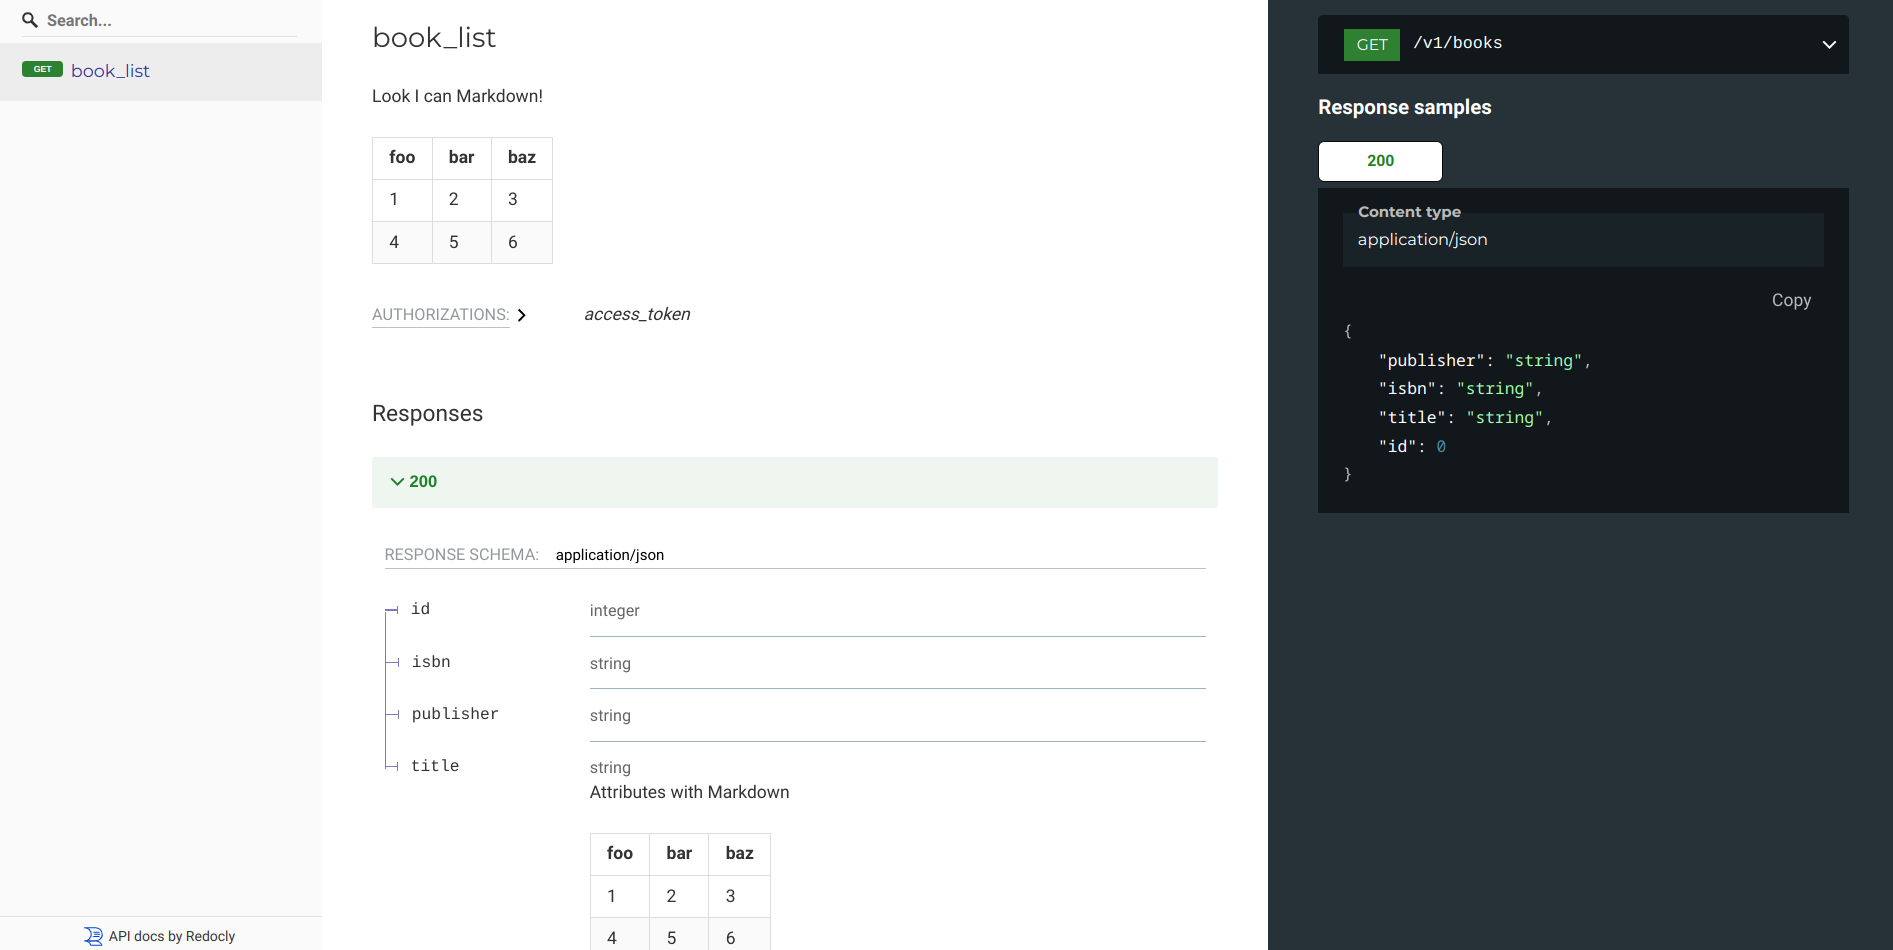 Search...
GET book_list
API docs by Redocly
book_list
Look I can Markdown!
foo bar baz
1 2 3
4 5 6
AUTHORIZATIONS: access_token
Responses
200
RESPONSE SCHEMA: application/json
id integer
isbn string
publisher string
title string
Attributes with Markdown
foo bar baz
1 2 3
4 5 6
GET /v1/books
Response samples
200
Content type
application/json
Copy
{
"publisher": "string",
"isbn": "string",
"title": "string",
"id": 0
}